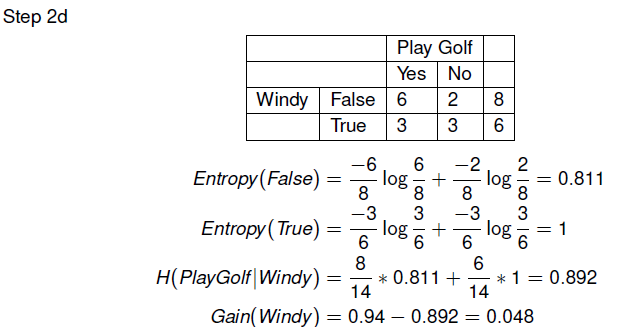 Step 2d
Play Golf
Yes No
Windy False 6 2 8
True 3 3 6
Entropy(False) = −6/8 log 6/8 + −2/8 log 2/8 = 0.811
Entropy(True) = −3/6 log 3/6 + −3/6 log 3/6 = 1
H(PlayGolf|Windy) = 8/14 * 0.811 + 6/14 * 1 = 0.892
Gain(Windy) = 0.94 − 0.892 = 0.048